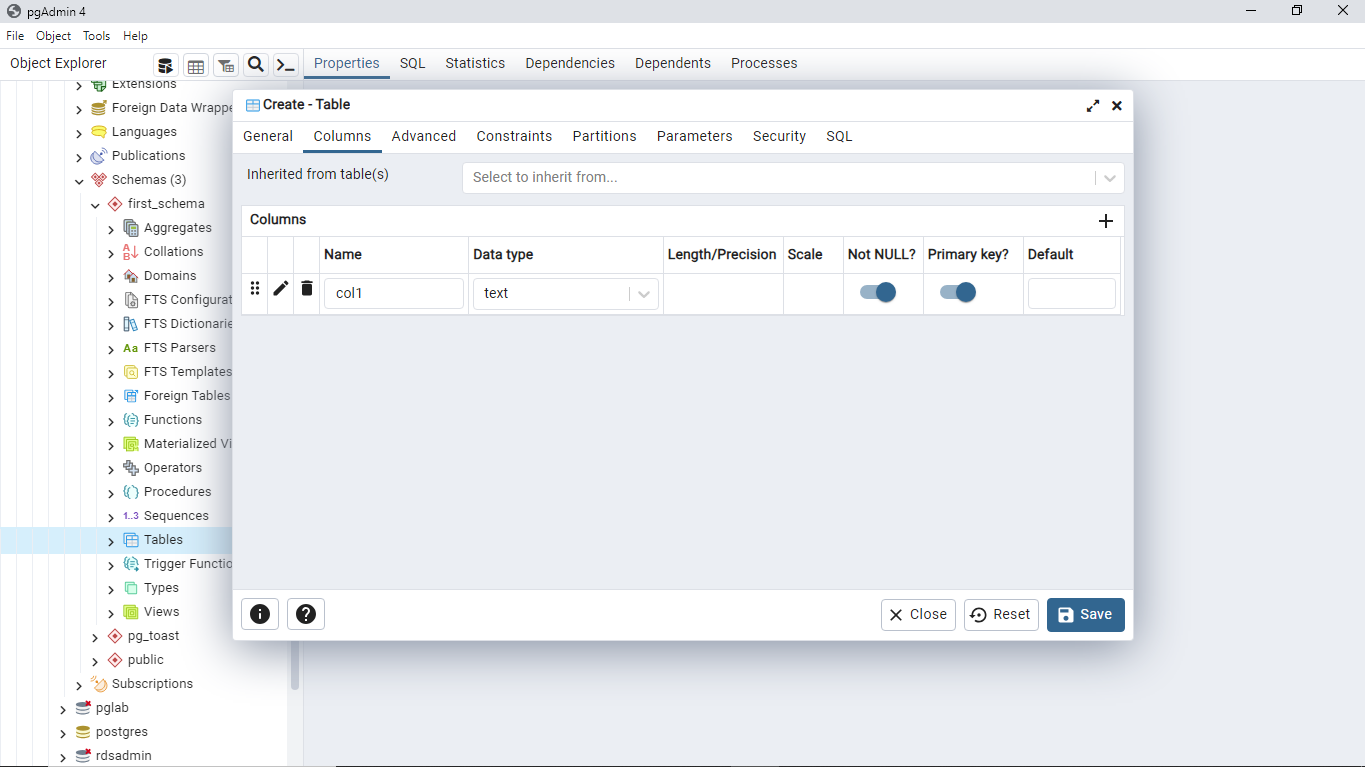 pgAdmin 4
File Object Tools Help
Object Explorer
Properties SQL Statistics Dependencies Dependents Processes
Extensions
Foreign Data Wrappe
Languages
Publications
Schemas (3)
first_schema
Aggregates
Collations
Domains
FTS Configurat
FTS Dictionarie
Aa FTS Parsers
FTS Templates
Foreign Tables
Functions
Materialized Vi
Operators
Procedures
1..3 Sequences
Tables
Trigger Functio
Types
Views
pg_toast
public
Subscriptions
pglab
postgres
rdsadmin
Create - Table
General Columns Advanced Constraints Partitions Parameters Security SQL
Inherited from table(s) Select to inherit from...
Columns
Name Data type Length/Precision Scale Not NULL? Primary key? Default
col1 text
Close Reset Save